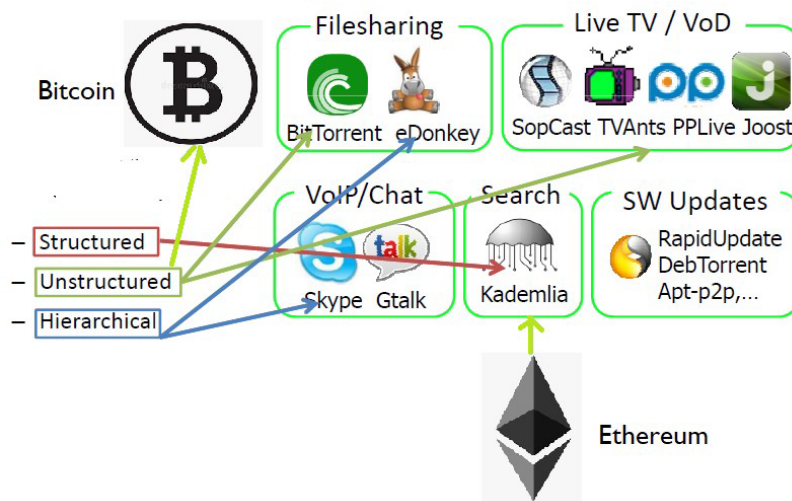 Filesharing
Live TV / VoD
Bitcoin
BitTorrent eDonkey
SopCast TVAnts PPLive Joost
VoIP/Chat
Search
SW Updates
– Structured
– Unstructured
– Hierarchical
talk
Skype Gtalk
Kademlia
RapidUpdate
DebTorrent
Apt-p2p,...
Ethereum